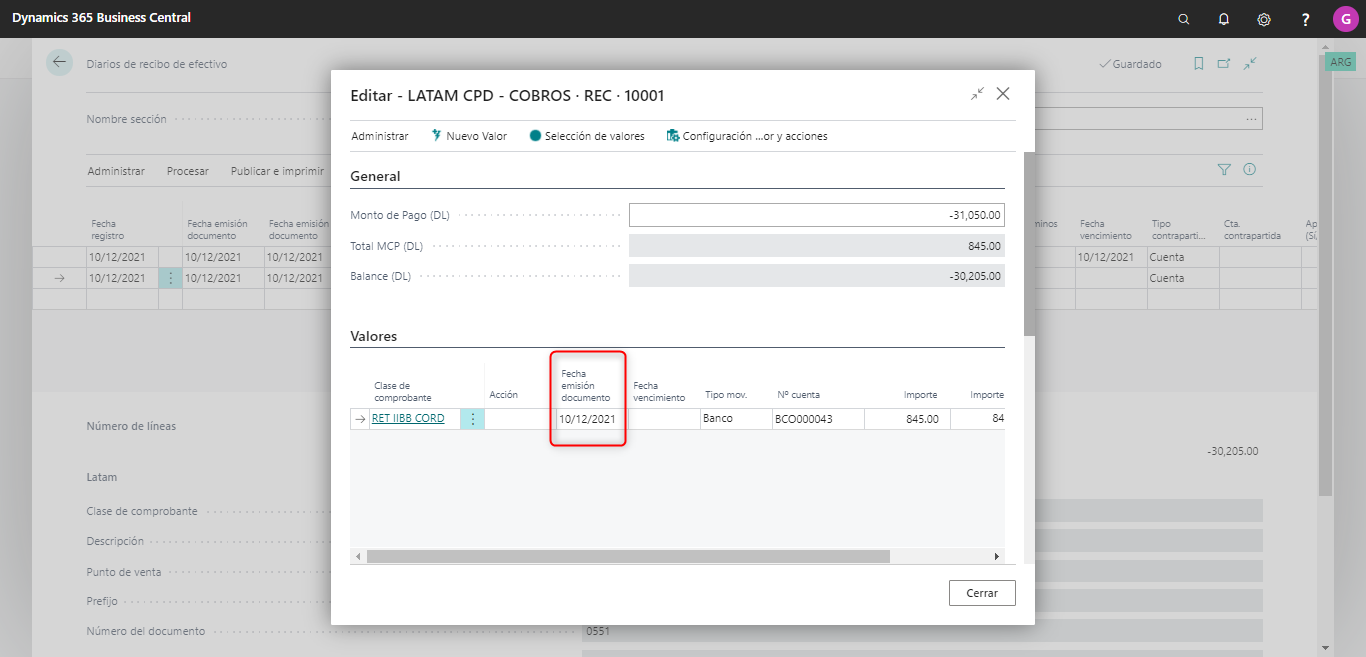 Dynamics 365 Business Central
?
G
Diarios de recibo de efectivo
Guardado
ARG
Nombre sección
...
Administrar Procesar Publicar e imprimir
Fecha registro
Fecha emisión documento
Fecha emisión documento
Fecha vencimiento
Tipo contraparti...
Cta. contrapartida
10/12/2021 10/12/2021 10/12/2021 10/12/2021 Cuenta
10/12/2021 10/12/2021 10/12/2021 Cuenta
Número de líneas
-30,205.00
Latam
Clase de comprobante
Descripción
Punto de venta
Prefijo
Número del documento 0551
Editar - LATAM CPD - COBROS · REC · 10001
Administrar Nuevo Valor Selección de valores Configuración ...or y acciones
General
Monto de Pago (DL) -31,050.00
Total MCP (DL) 845.00
Balance (DL) -30,205.00
Valores
Clase de comprobante
Acción
Fecha emisión documento
Fecha vencimiento
Tipo mov.
Nº cuenta
Importe
Importe
RET IIBB CORD 10/12/2021 Banco BCO000043 845.00 84
Cerrar